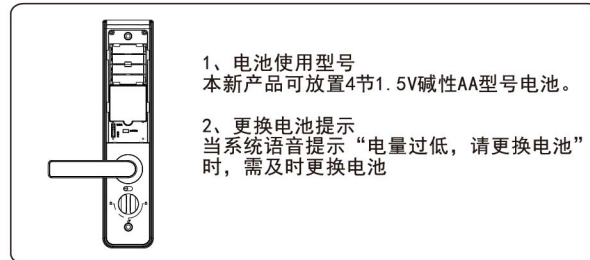 1、电池使用型号
本新产品可放置4节1.5V碱性AA型号电池。
2、更换电池提示
当系统语音提示“电量过低，请更换电池”
时，需及时更换电池